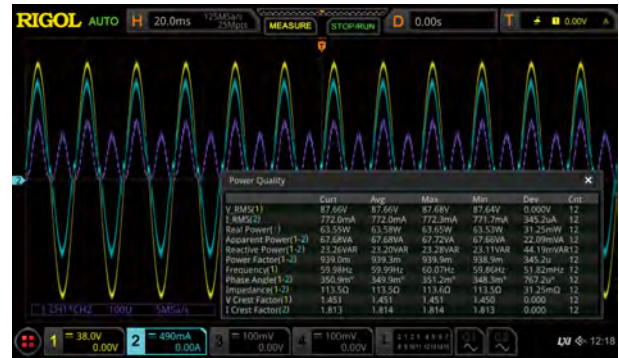 RIGOL AUTO H 20.0ms 125MSa/s 25Mpts MEASURE STOP/RUN D 0.00s T 1 0.00V A
T
2
Power Quality ×
Curr Avg Max Min Dev Cnt
V_RMS(1) 87.66V 87.66V 87.68V 87.64V 0.000V 12
I_RMS(2) 772.0mA 772.0mA 772.3mA 771.7mA 345.2uA 12
Real Power(1) 63.55W 63.58W 63.65W 63.53W 31.25mW 12
Apparent Power(1-2) 67.68VA 67.68VA 67.72VA 67.66VA 22.09mVA 12
Reactive Power(1-2) 23.26VAR 23.20VAR 23.28VAR 23.11VAR 44.19mVAR 12
Power Factor(1-2) 939.0m 939.3m 939.9m 938.9m 345.2u 12
Frequency(1) 59.98Hz 59.99Hz 60.07Hz 59.86Hz 51.82mHz 12
Phase Angle(1-2) 350.9m° 349.9m° 351.2m° 348.3m° 767.2u° 12
Impedance(1-2) 113.5Ω 113.5Ω 113.6Ω 113.5Ω 31.25mΩ 12
V Crest Factor(1) 1.451 1.451 1.451 1.450 0.000 12
I Crest Factor(2) 1.813 1.814 1.814 1.813 0.000 12
CH1*CH2 100U 5MSa/s
1 38.0V 0.00V 2 490mA 0.00A 3 100mV 0.00V 4 100mV 0.00V L G1 G2 LXI 12:18